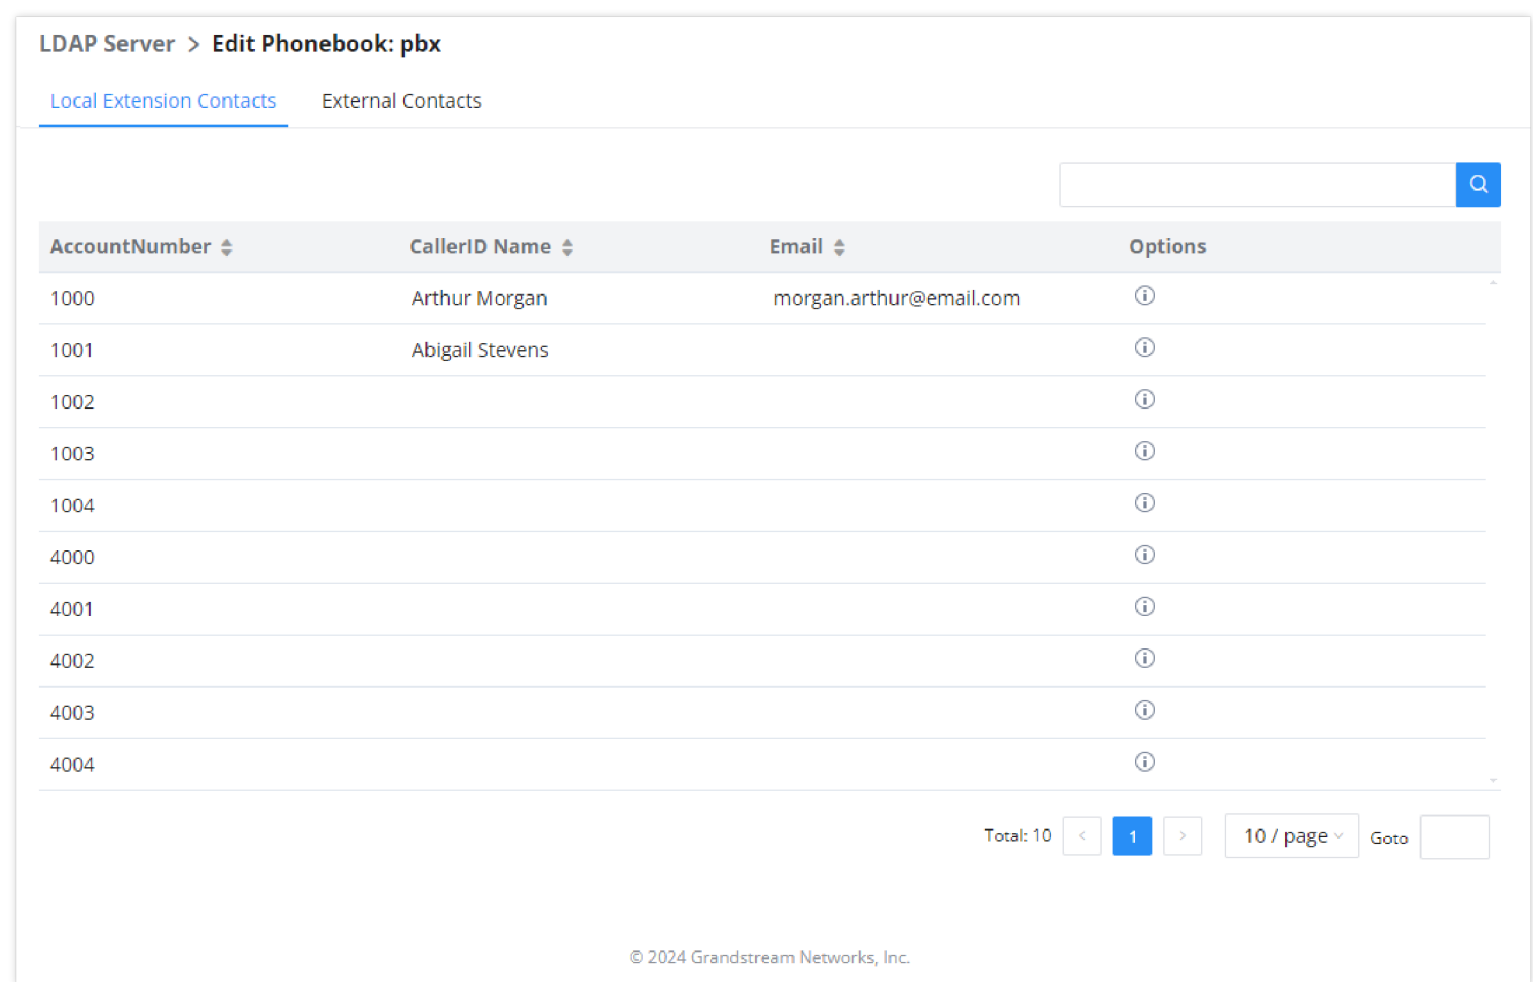 LDAP Server > Edit Phonebook: pbx
Local Extension Contacts External Contacts
AccountNumber CallerID Name Email Options
1000 Arthur Morgan morgan.arthur@email.com
1001 Abigail Stevens
1002
1003
1004
4000
4001
4002
4003
4004
Total: 10 < 1 > 10 / page Goto
© 2024 Grandstream Networks, Inc.